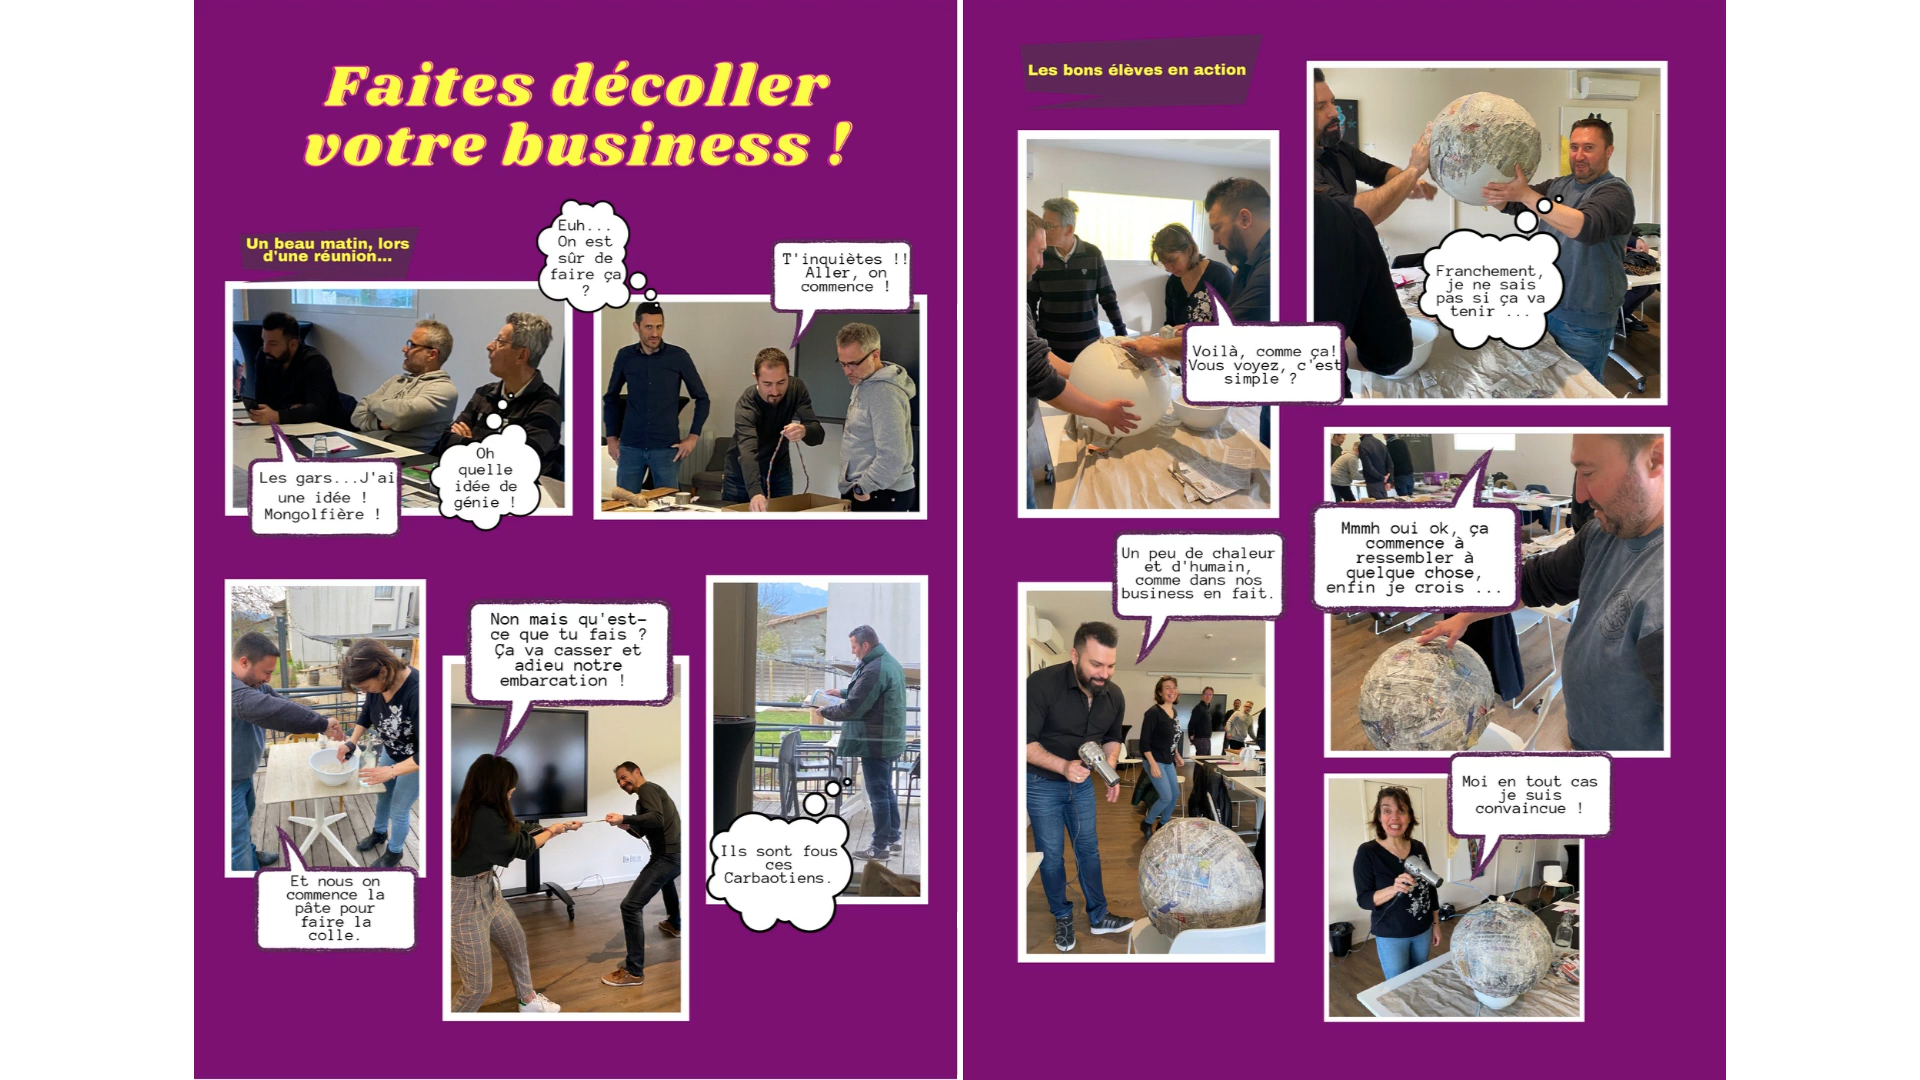 Faites décoller
votre business !
Un beau matin, lors
d'une réunion...
Les gars...J'ai
une idée !
Mongolfière !
Oh
quelle
idée de
génie !
Euh...
On est
sûr de
faire ça
?
T'inquiètes !!
Aller, on
commence !
Et nous on
commence la
pâte pour
faire la
colle.
Non mais qu'est-
ce que tu fais ?
Ça va casser et
adieu notre
embarcation !
Ils sont fous
ces
Carbaotiens.
Les bons élèves en action
Voilà, comme ça!
Vous voyez, c'est
simple ?
Franchement,
je ne sais
pas si ça va
tenir ...
Mmmh oui ok, ça
commence à
ressembler à
quelque chose,
enfin je crois ...
Un peu de chaleur
et d'humain,
comme dans nos
business en fait.
Moi en tout cas
je suis
convaincue !